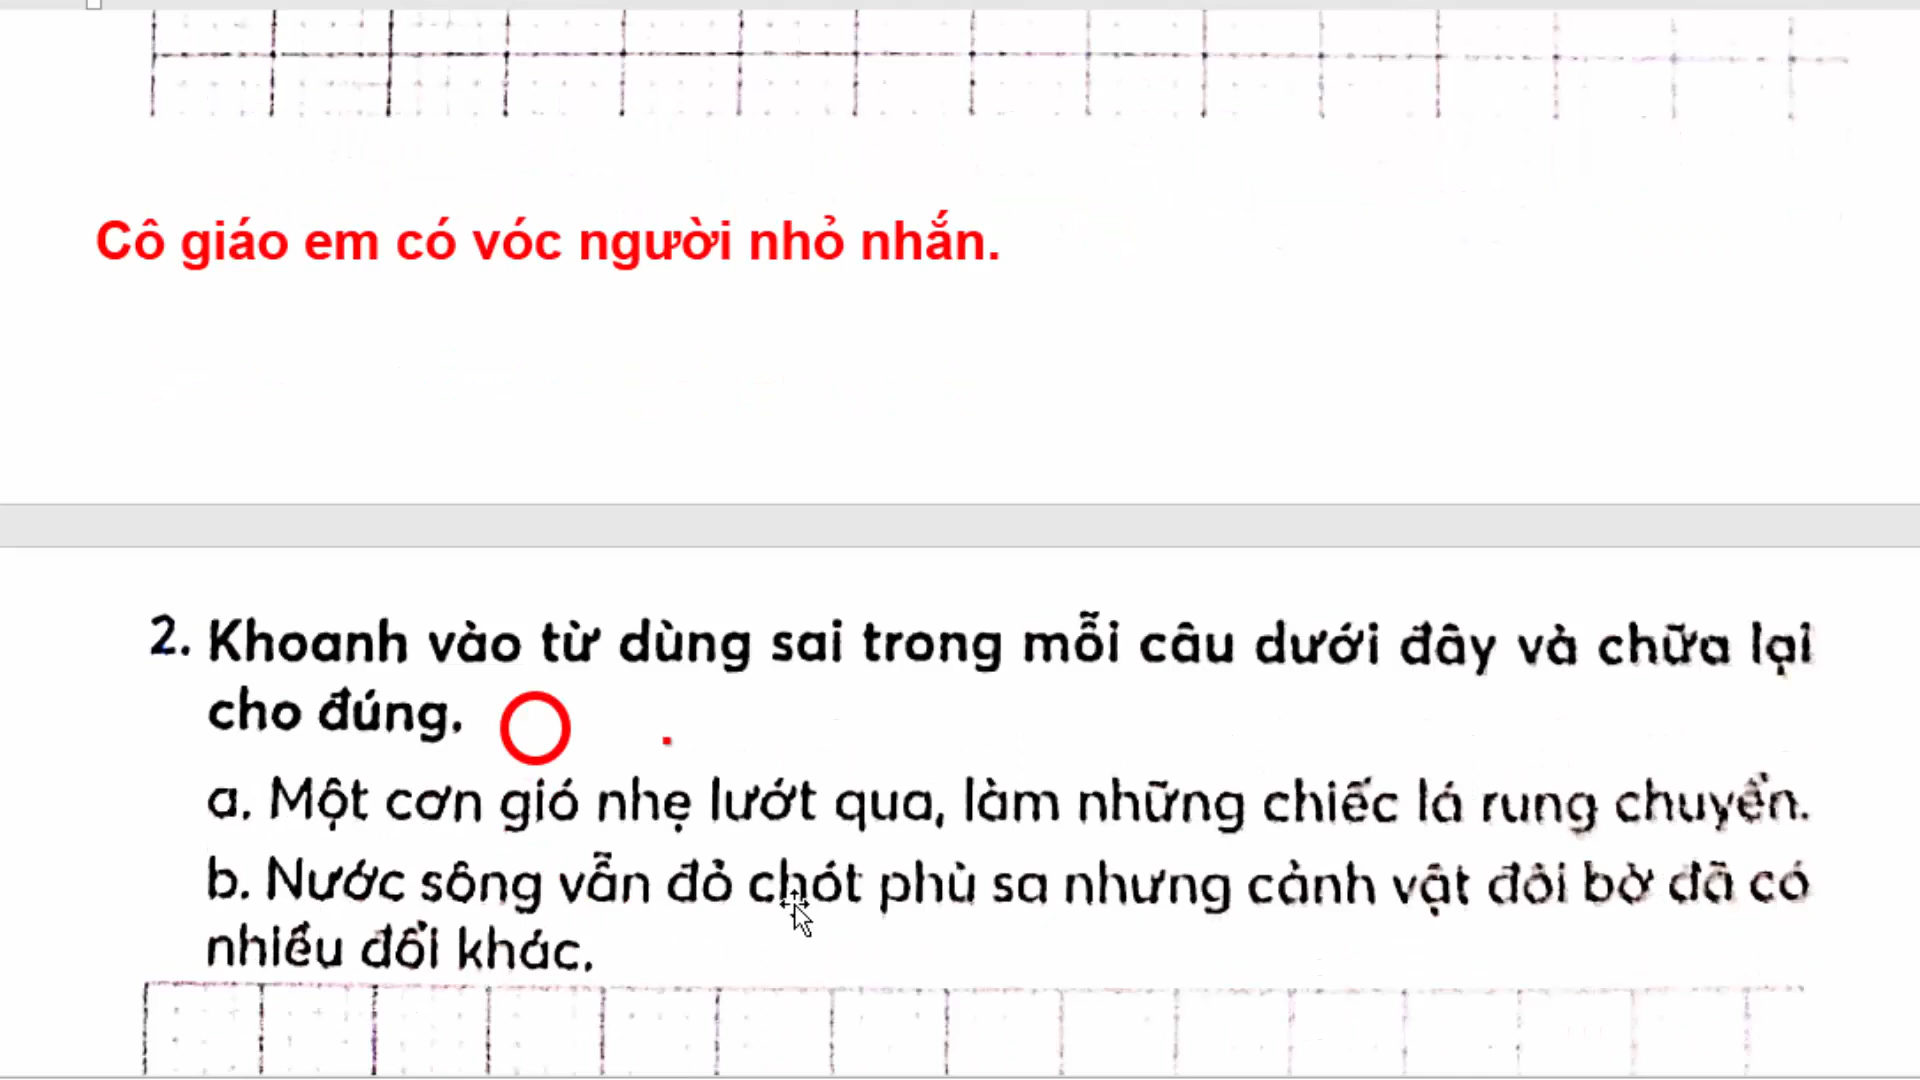 Cô giáo em có vóc người nhỏ nhắn.
2. Khoanh vào từ dùng sai trong mỗi câu dưới đây và chữa lại
cho đúng.
a. Một cơn gió nhẹ lướt qua, làm những chiếc lá rung chuyển.
b. Nước sông vẫn đỏ chót phù sa nhưng cảnh vật đôi bờ đã có
nhiều đổi khác.